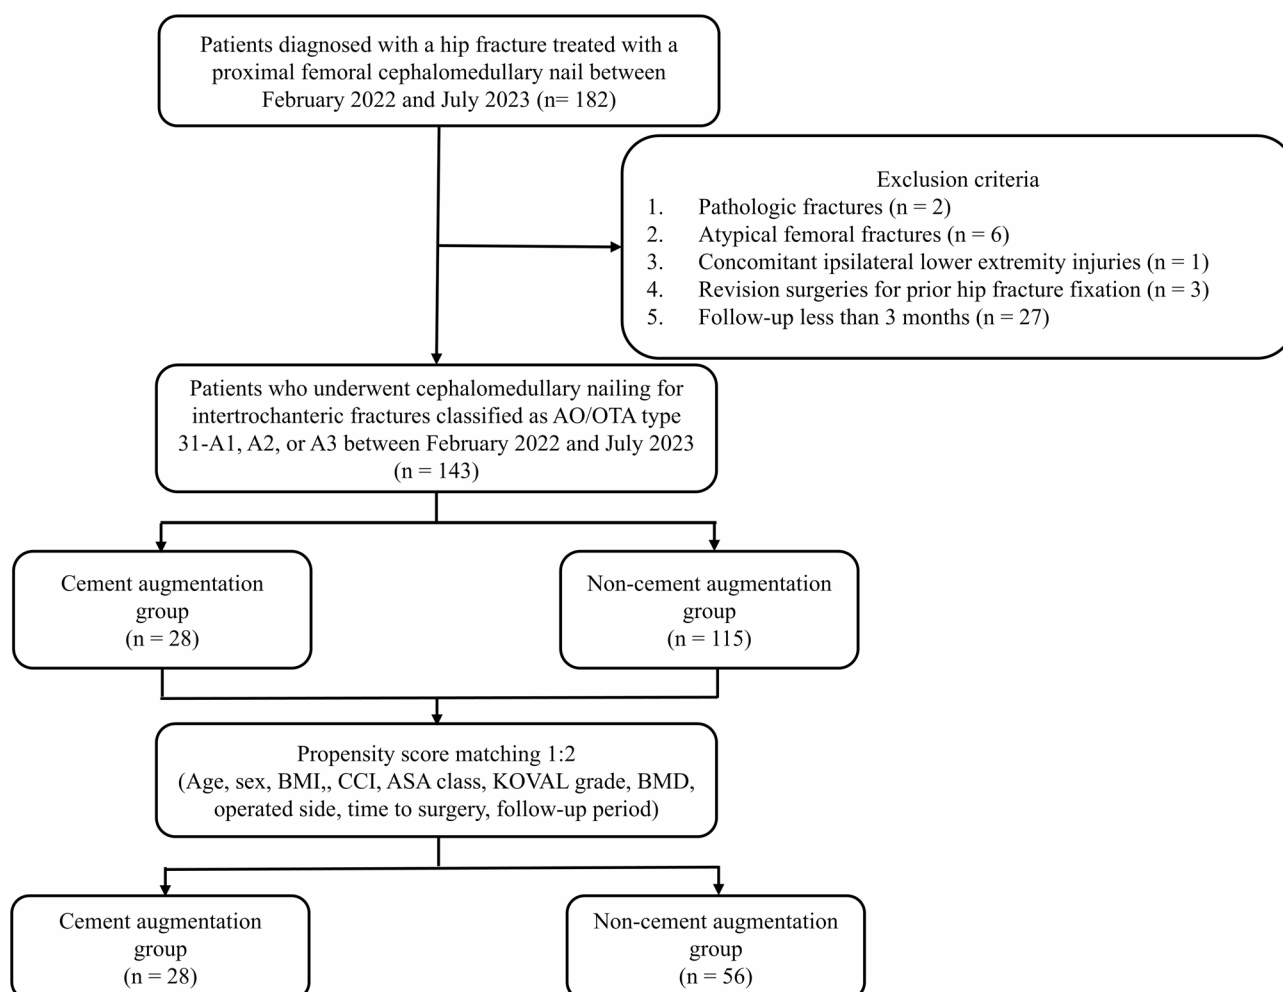 Patients diagnosed with a hip fracture treated with a
proximal femoral cephalomedullary nail between
February 2022 and July 2023 (n= 182)
Exclusion criteria
1. Pathologic fractures (n = 2)
2. Atypical femoral fractures (n = 6)
3. Concomitant ipsilateral lower extremity injuries (n = 1)
4. Revision surgeries for prior hip fracture fixation (n = 3)
5. Follow-up less than 3 months (n = 27)
Patients who underwent cephalomedullary nailing for
intertrochanteric fractures classified as AO/OTA type
31-A1, A2, or A3 between February 2022 and July 2023
(n = 143)
Cement augmentation
group
(n = 28)
Non-cement augmentation
group
(n = 115)
Propensity score matching 1:2
(Age, sex, BMI,, CCI, ASA class, KOVAL grade, BMD,
operated side, time to surgery, follow-up period)
Cement augmentation
group
(n = 28)
Non-cement augmentation
group
(n = 56)